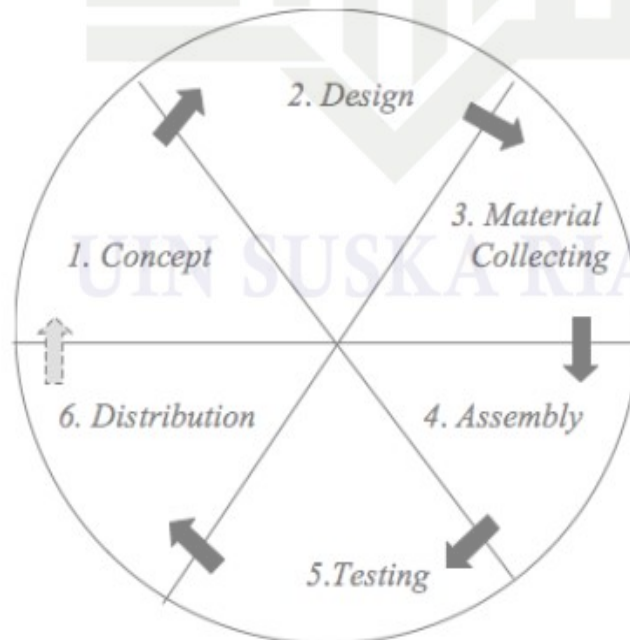 1. Concept
2. Design
3. Material
Collecting
4. Assembly
5.Testing
6. Distribution
UIN SUSKA RIA